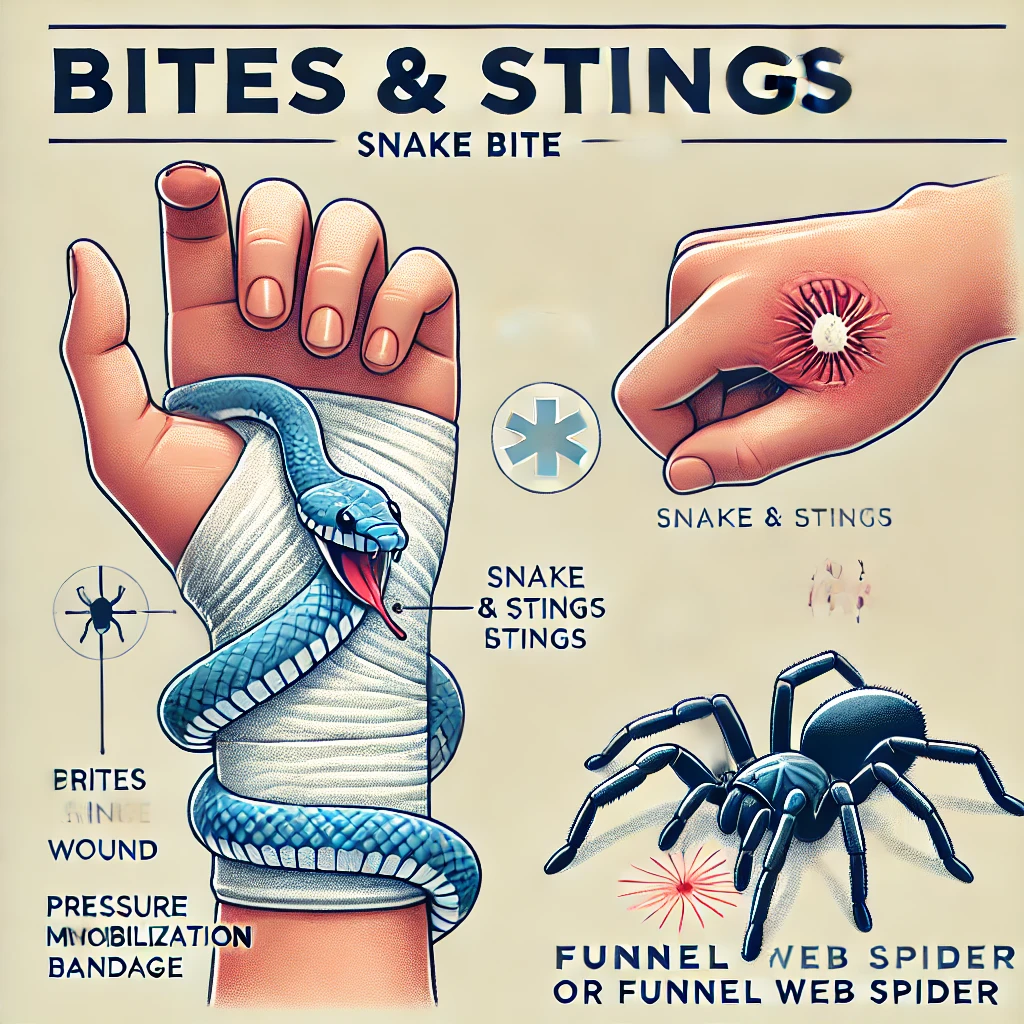 BITES & STINGS
SNAKE BITE
SNAKE & STINGS
SNAKE
& STINGS
STINGS
BRITES
WOUND
PRESSURE
MNOBILIZATION
BANDAGE
FUNNEL WEB SPIDER
OR FUNNEL WEB SPIDER